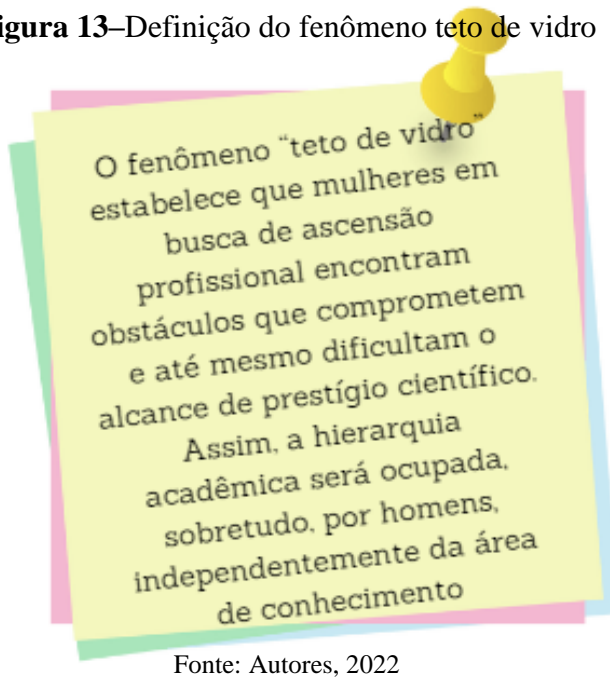 igura 13–Definição do fenômeno teto de vidro
O fenômeno “teto de vidro”
estabelece que mulheres em
busca de ascensão
profissional encontram
obstáculos que comprometem
e até mesmo dificultam o
alcance de prestígio científico.
Assim, a hierarquia
acadêmica será ocupada,
sobretudo, por homens,
independentemente da área
de conhecimento
Fonte: Autores, 2022